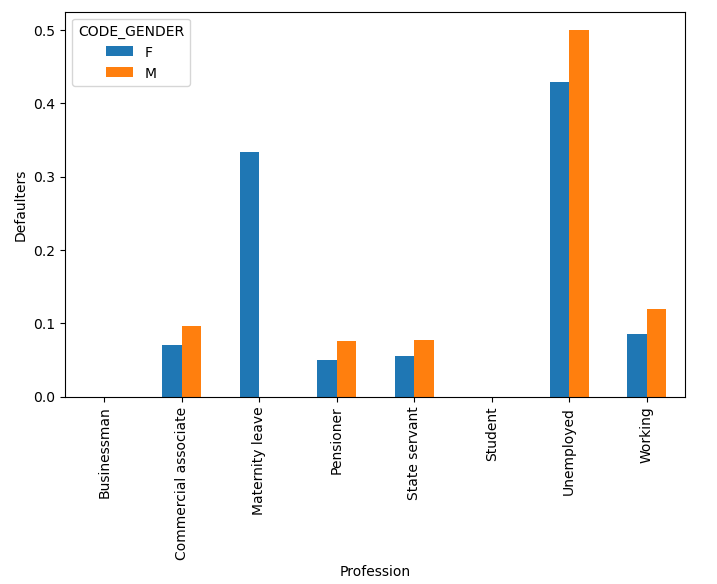 CODE_GENDER
F
M
0.5
0.4
0.3
0.2
0.1
0.0
Defaulters
Businessman
Commercial associate
Maternity leave
Pensioner
State servant
Student
Unemployed
Working
Profession